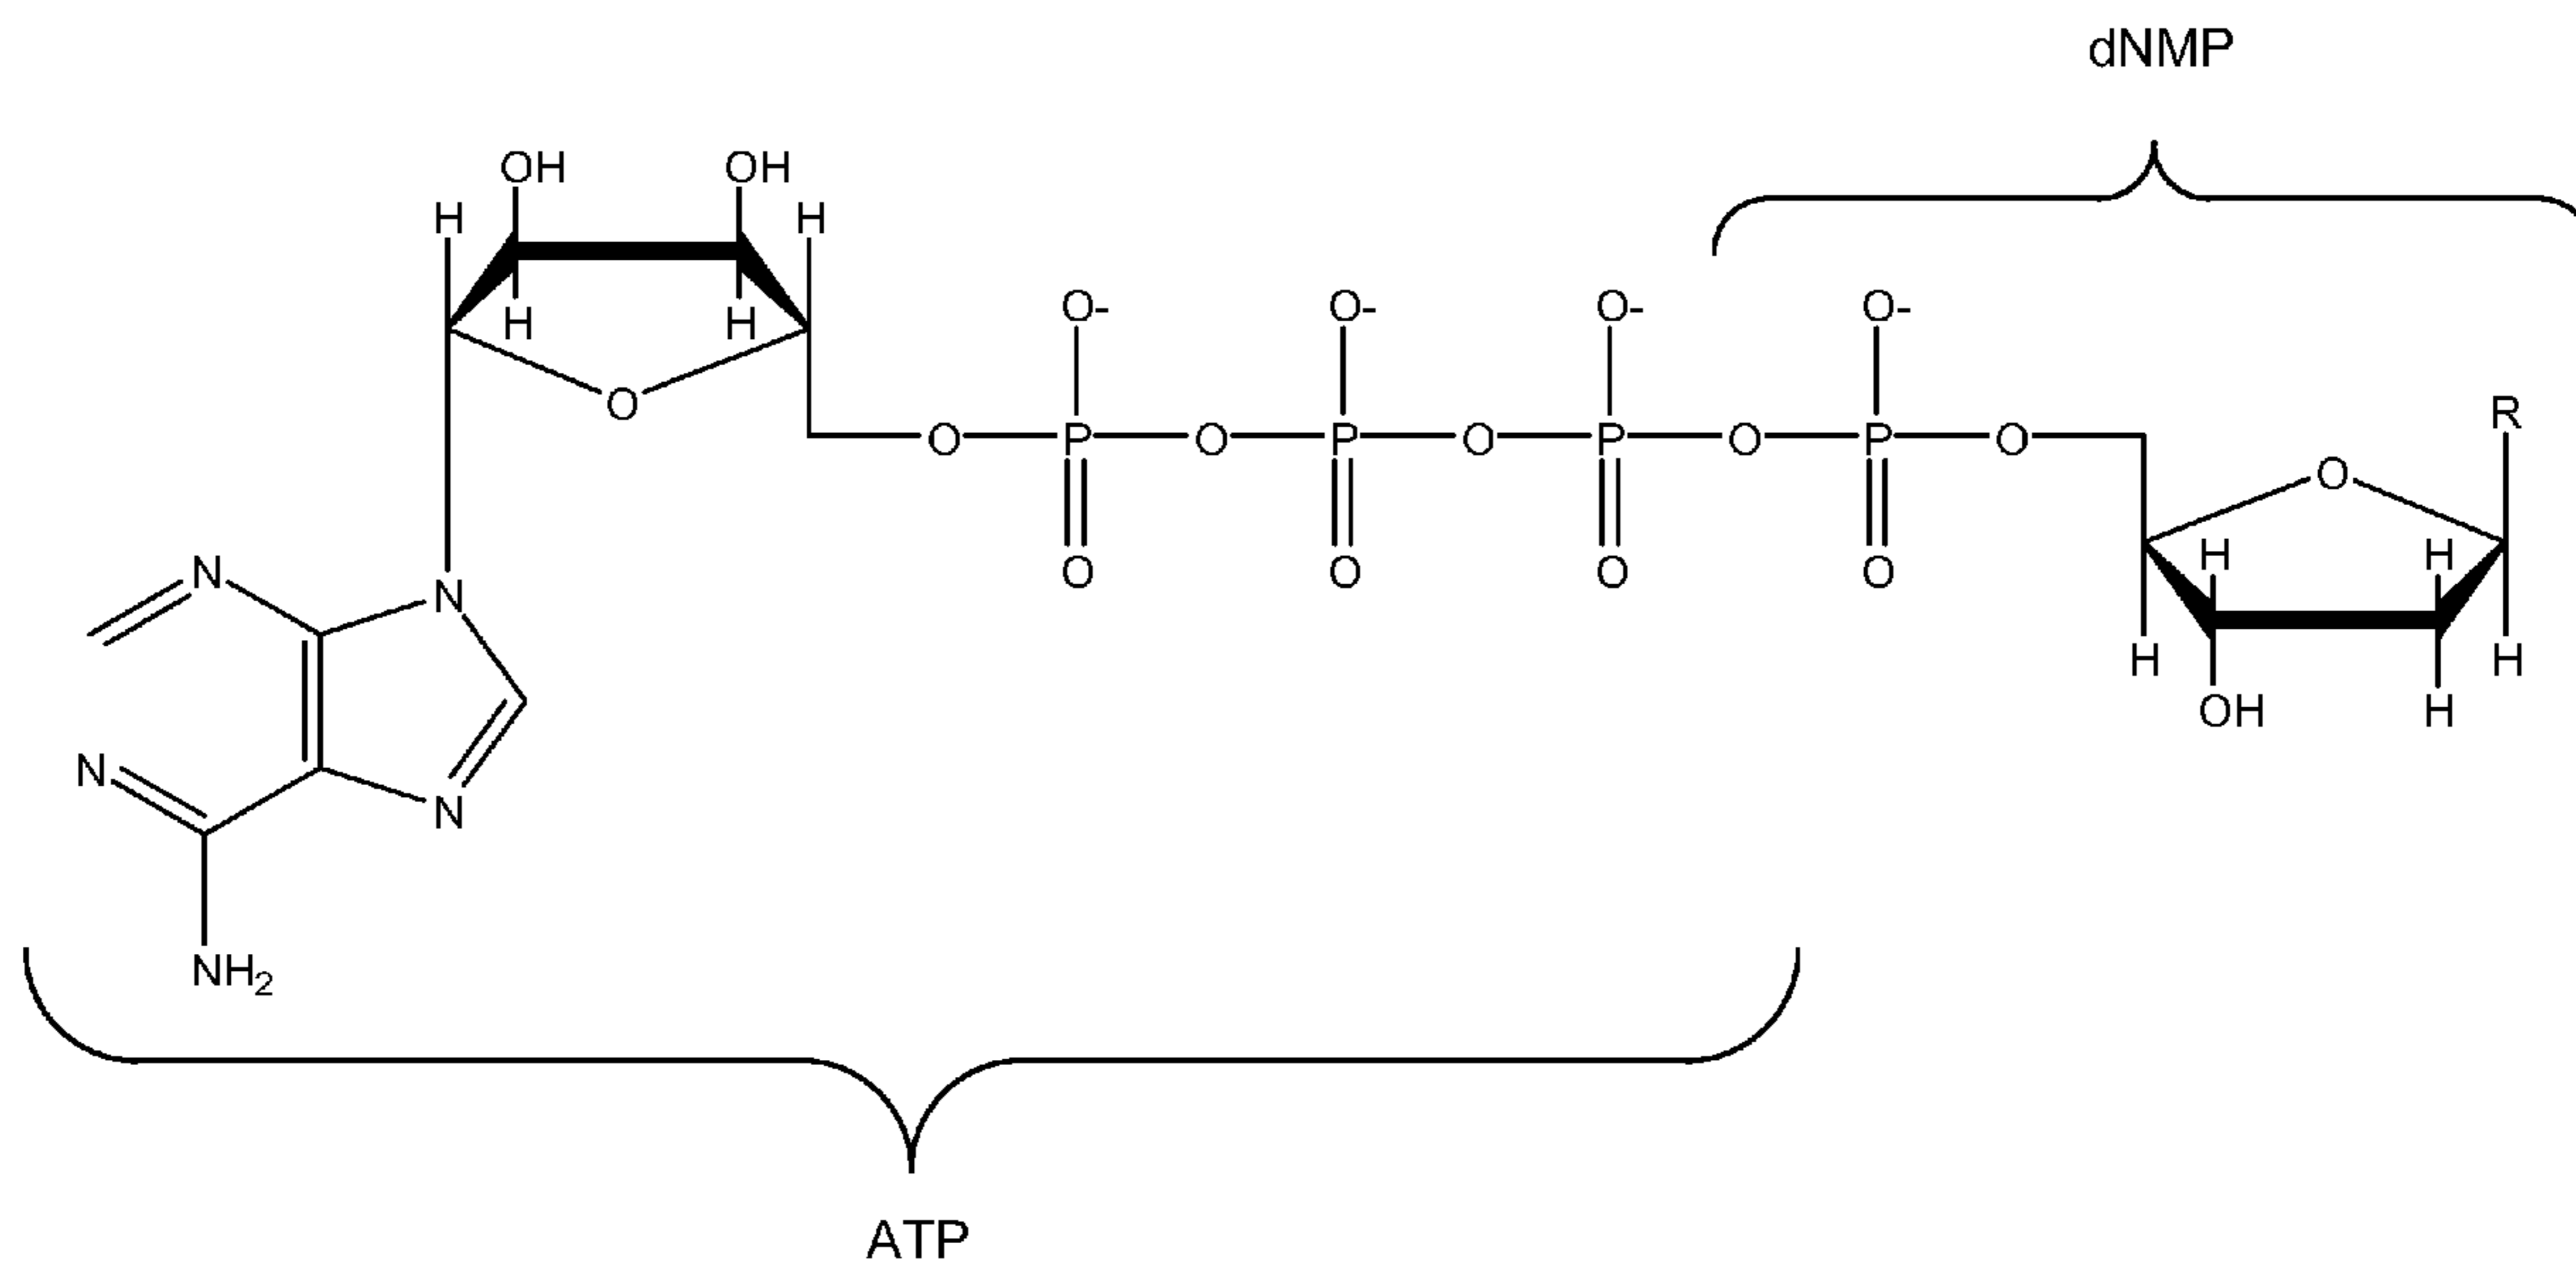 dNMP
OH OH
H H
H H
O- O- O- O-
O O P O P O P O P O R
O
O O O O
H H
N N
H H
OH H
N N
NH2
ATP